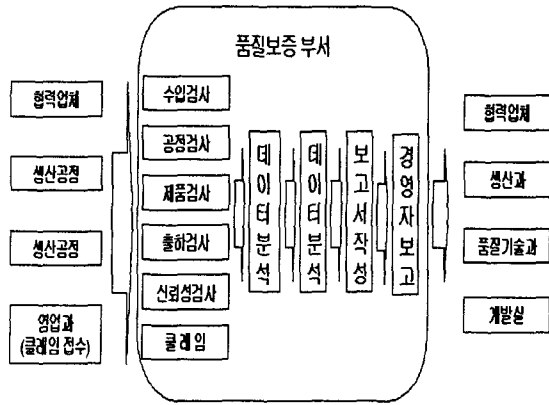 품질보증 부서
협력업체
생산공정
생산공정
영업과
(클레임 접수)
수입검사
공정검사
제품검사
출하검사
신뢰성검사
클레임
데이터분석
데이터분석
보고서작성
경영자보고
협력업체
생산과
품질기술과
개발실